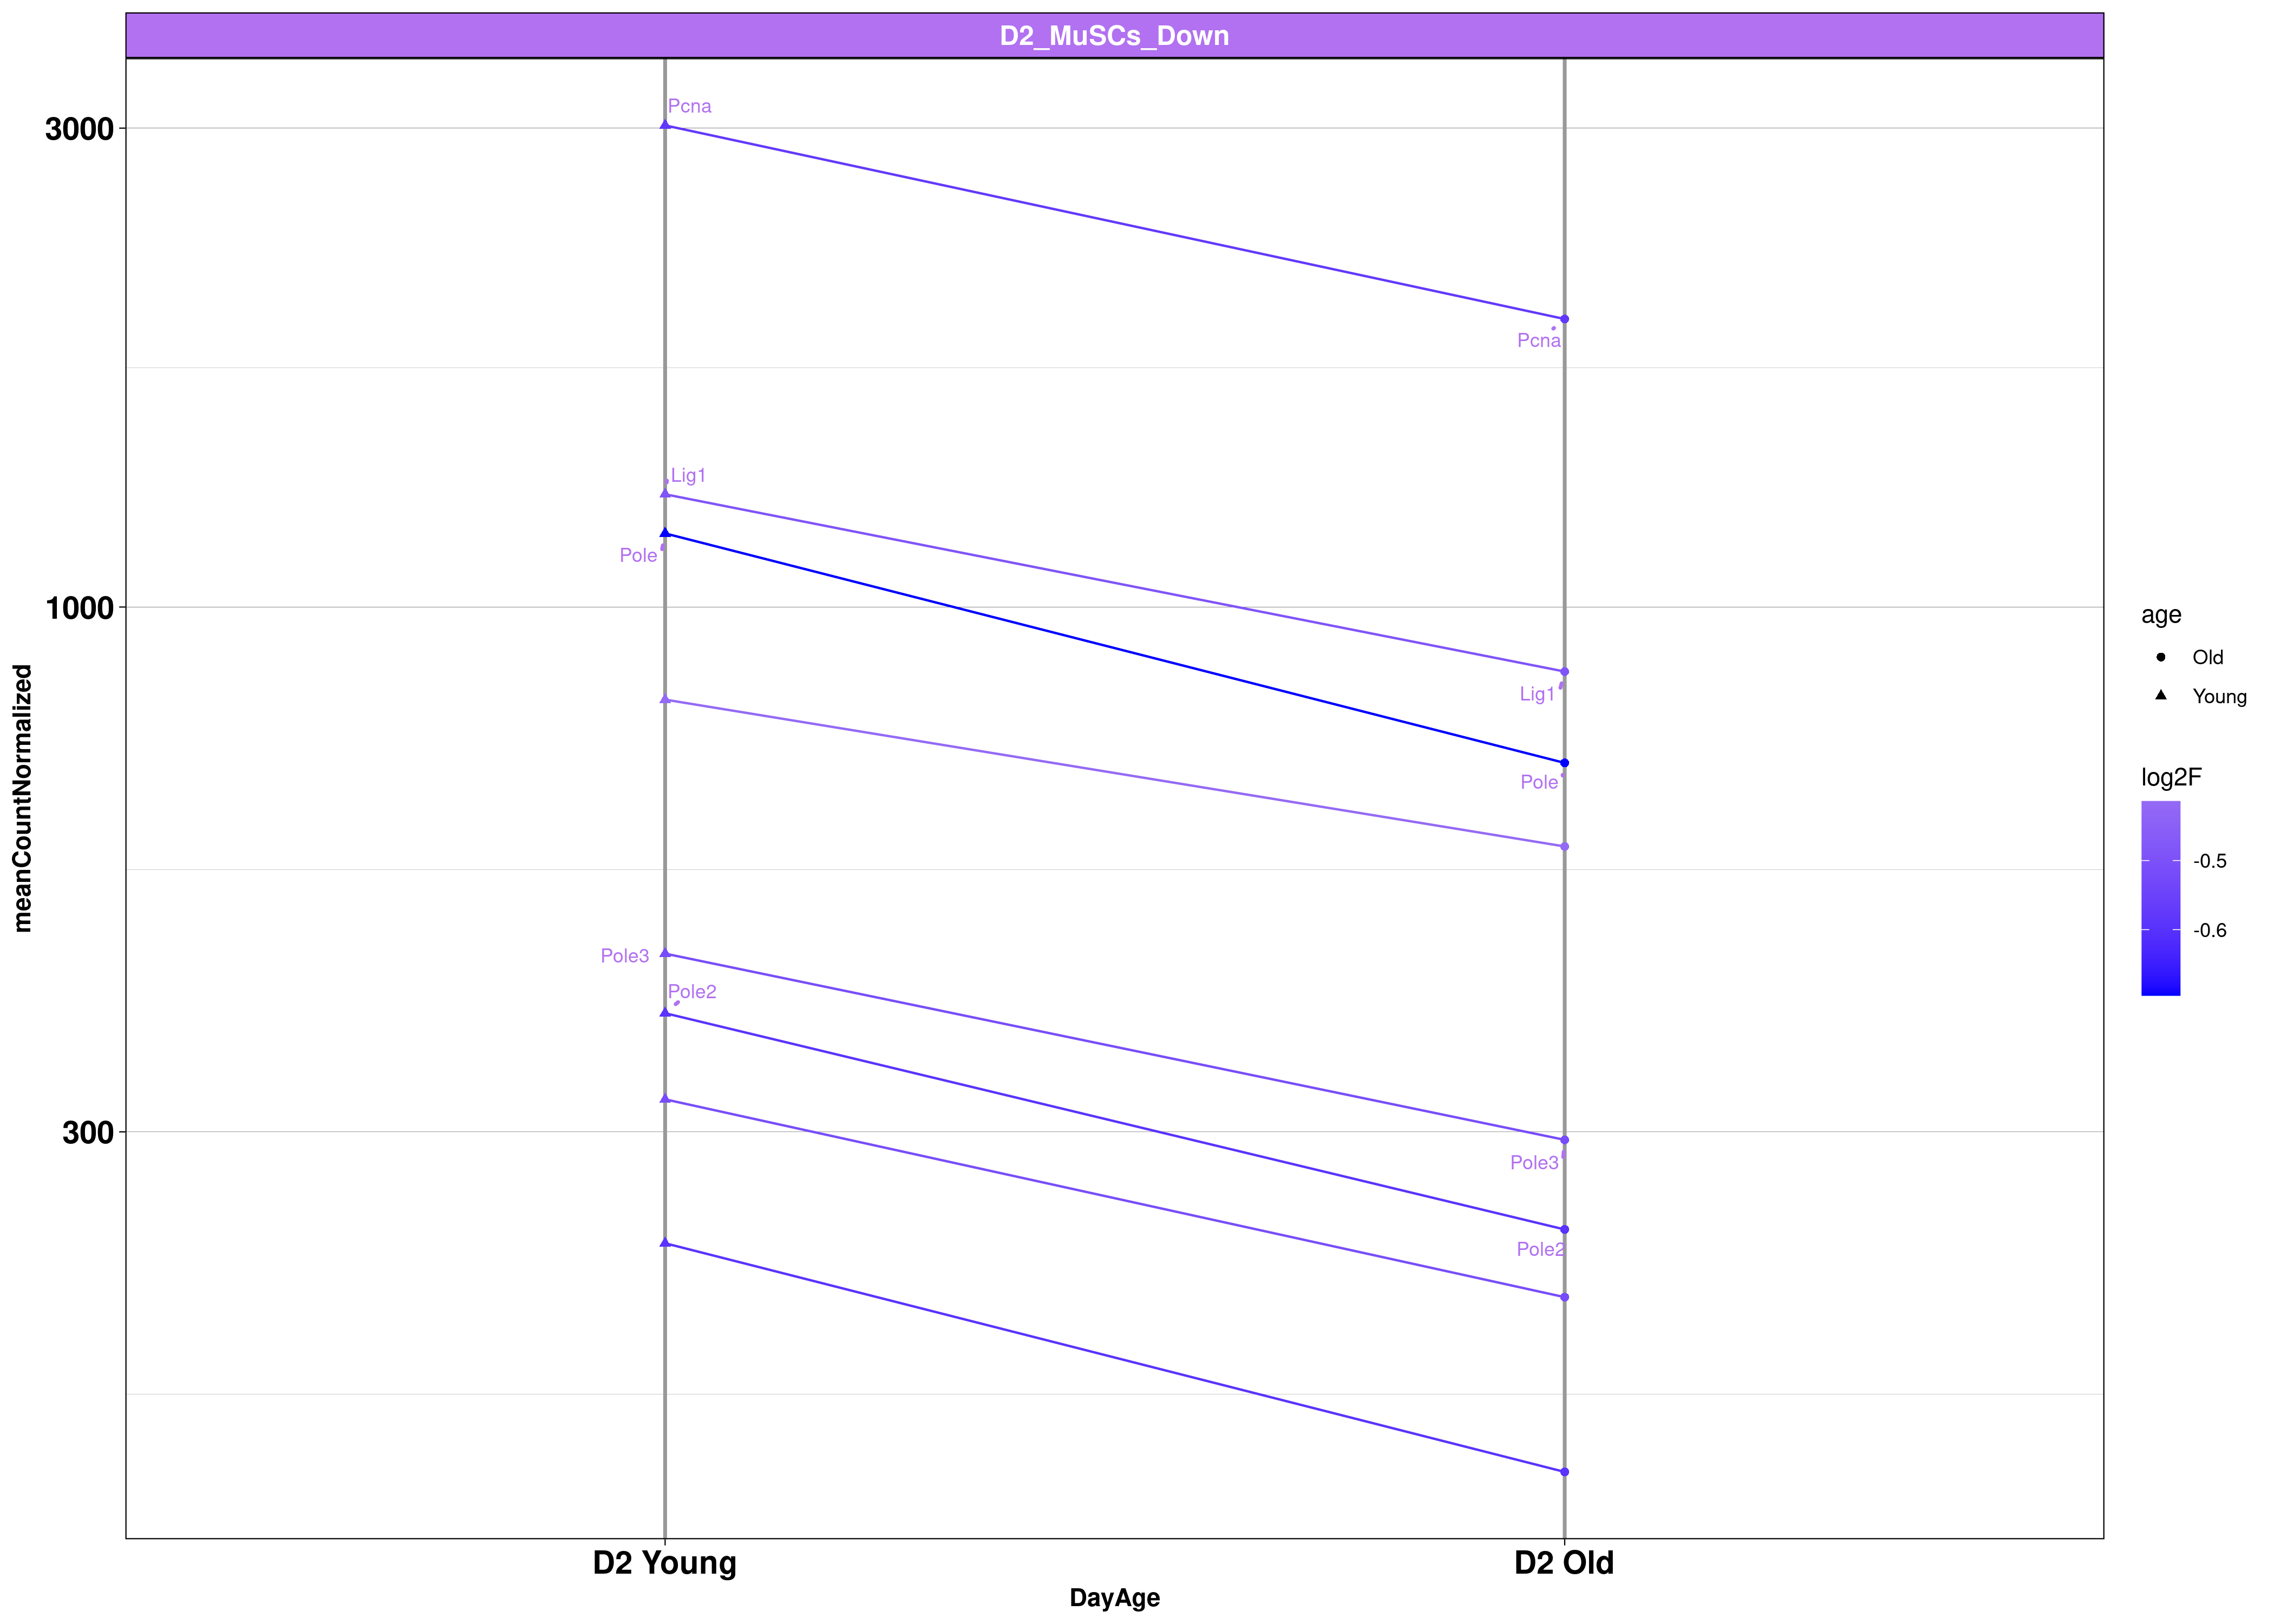 D2_MuSCs_Down
Pcna
3000
Pcna
Lig1
Pole
1000
Lig1
Pole
Pole3
Pole2
300
Pole3
Pole2
meanCountNormalized
D2 Young
D2 Old
DayAge
age
Old
Young
log2F
-0.5
-0.6